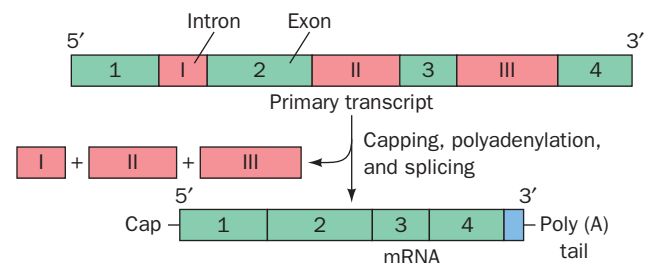 Intron Exon
5′ 3′
1 I 2 II 3 III 4
Primary transcript
Capping, polyadenylation,
and splicing
I + II + III
5′ 3′
Cap 1 2 3 4 Poly (A)
tail
mRNA